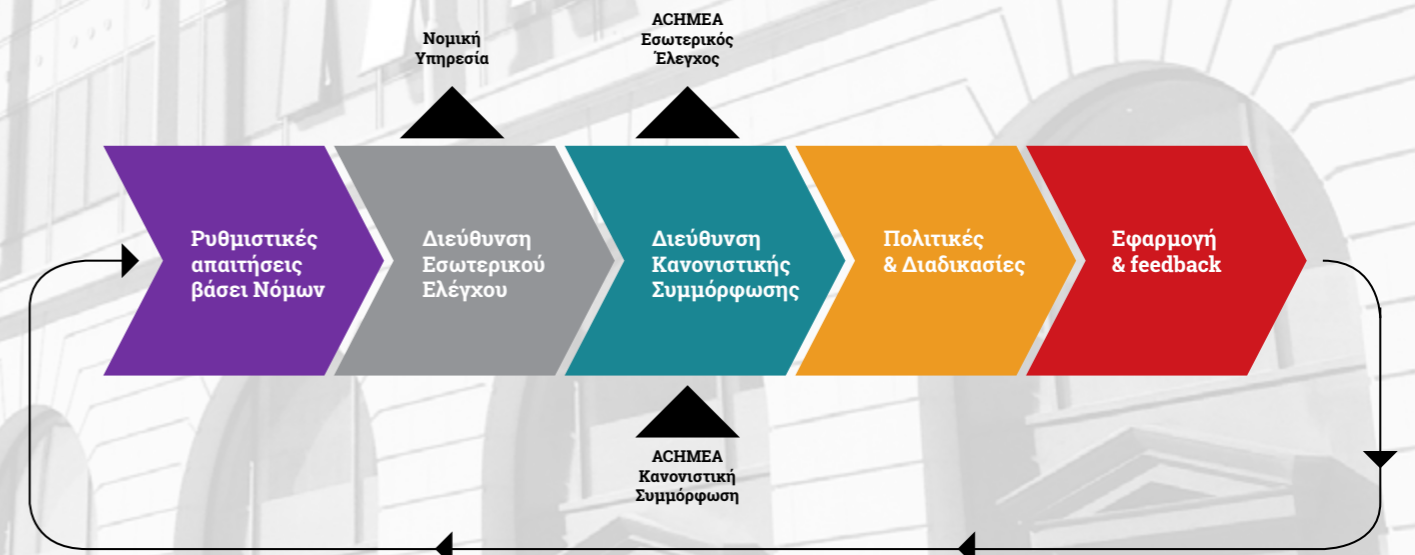 Νομική
Υπηρεσία
ACHMEA
Εσωτερικός
Έλεγχος
Ρυθμιστικές
απαιτήσεις
βάσει Νόμων
Διεύθυνση
Εσωτερικού
Ελέγχου
Διεύθυνση
Κανονιστικής
Συμμόρφωσης
Πολιτικές
& Διαδικασίες
Εφαρμογή
& feedback
ACHMEA
Κανονιστική
Συμμόρφωση